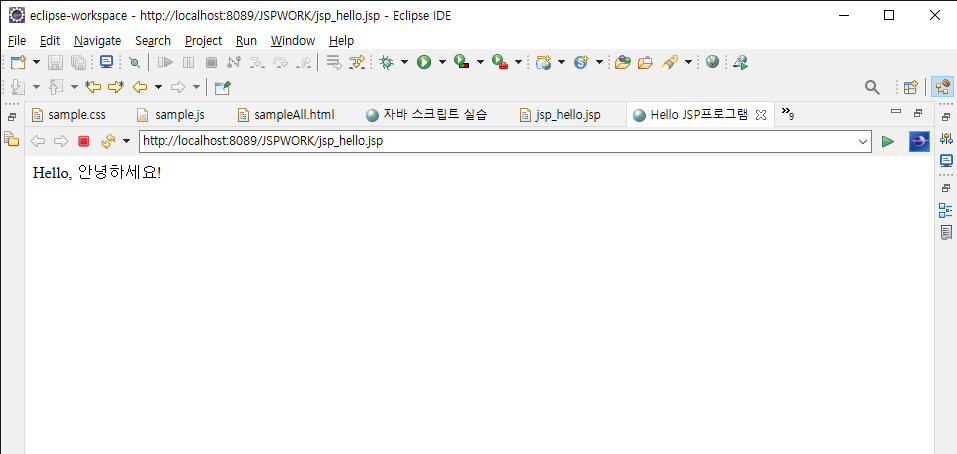 eclipse-workspace - http://localhost:8089/JSPWORK/jsp_hello.jsp - Eclipse IDE
File Edit Navigate Search Project Run Window Help
sample.css sample.js sampleAll.html 자바 스크립트 실습 jsp_hello.jsp Hello JSP프로그램 »9
http://localhost:8089/JSPWORK/jsp_hello.jsp
Hello, 안녕하세요!